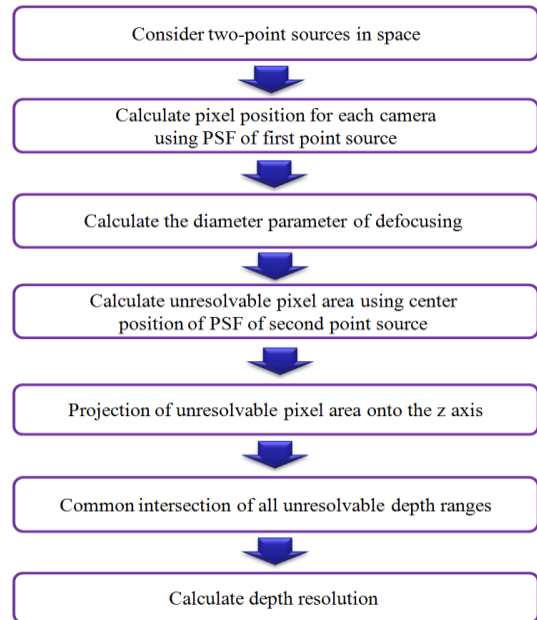 Consider two-point sources in space
Calculate pixel position for each camera
using PSF of first point source
Calculate the diameter parameter of defocusing
Calculate unresolvable pixel area using center
position of PSF of second point source
Projection of unresolvable pixel area onto the z axis
Common intersection of all unresolvable depth ranges
Calculate depth resolution